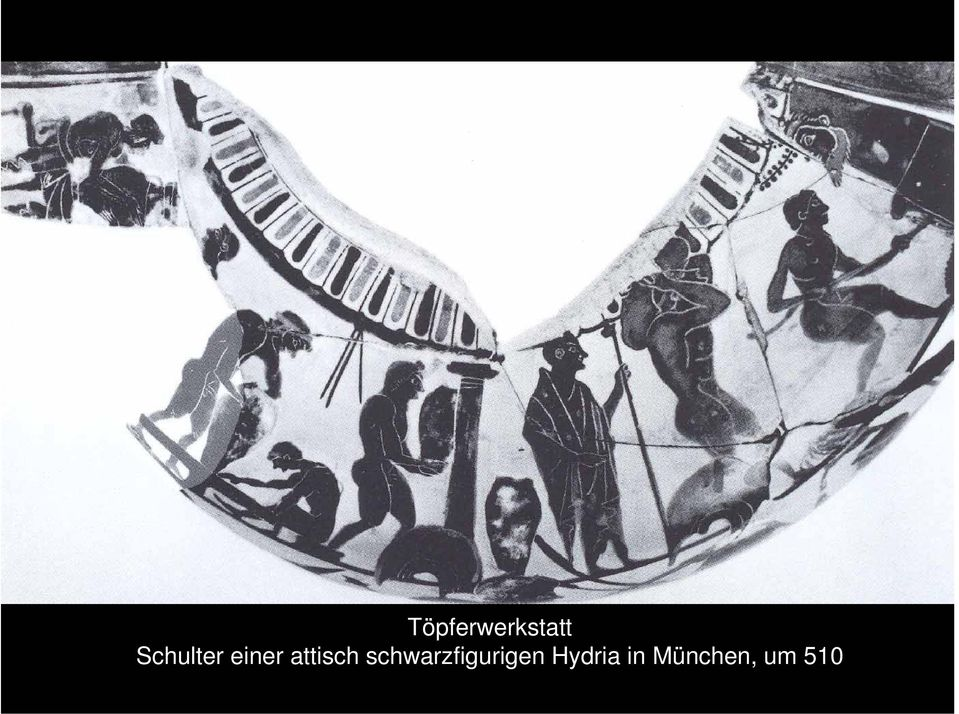 Töpferwerkstatt
Schulter einer attisch schwarzfigurigen Hydria in München, um 510